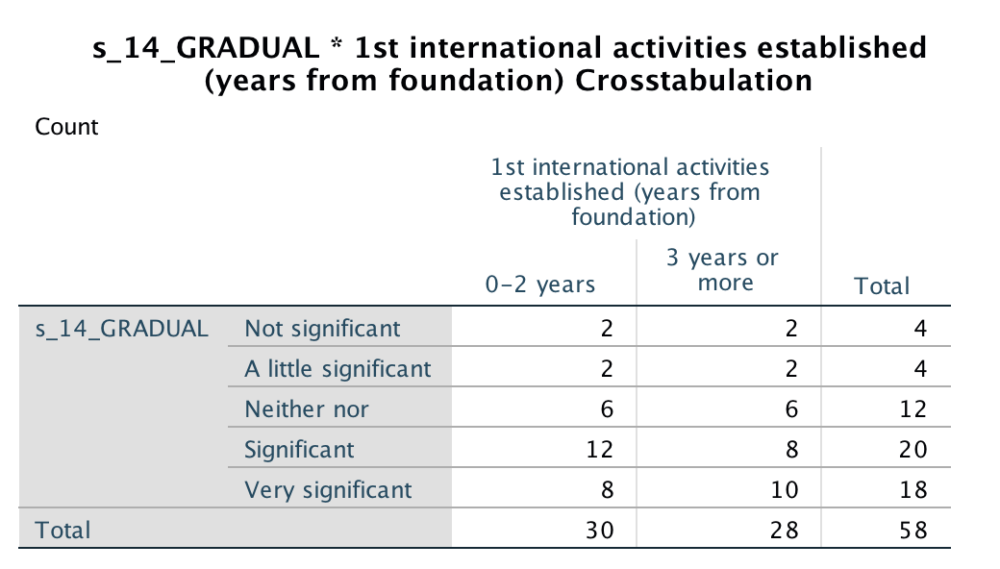 s_14_GRADUAL * 1st international activities established
(years from foundation) Crosstabulation
Count
1st international activities
established (years from
foundation)
0-2 years 3 years or
more Total
s_14_GRADUAL Not significant 2 2 4
A little significant 2 2 4
Neither nor 6 6 12
Significant 12 8 20
Very significant 8 10 18
Total 30 28 58